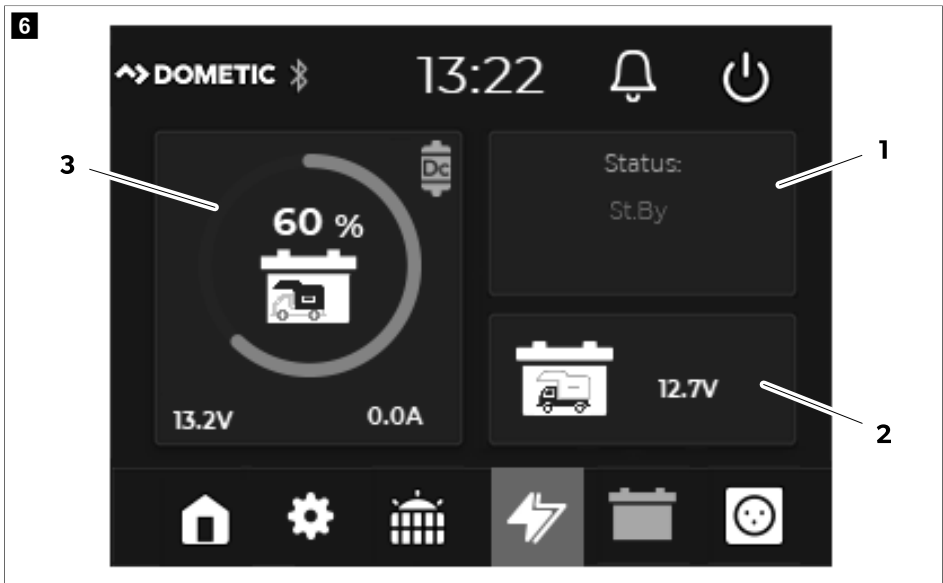 6
DOMETIC 13:22
3
Dc
60 %
13.2V 0.0A
Status:
St.By
1
12.7V
2